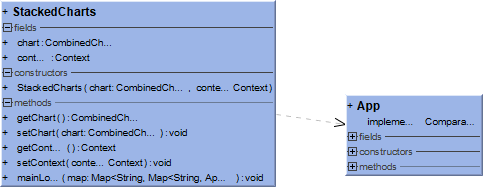 + StackedCharts
fields
+ chart : CombinedCh...
+ cont... : Context
constructors
+ StackedCharts ( chart: CombinedCh... , conte... Context)
methods
+ getChart ( ) : CombinedCh...
+ setChart ( chart: CombinedCh... ) : void
+ getCont... () : Context
+ setContext ( conte... Context) : void
+ mainLo... ( map: Map<String, Map<String, Ap... ) : void
+ App
impleme... Compara...
fields
constructors
methods